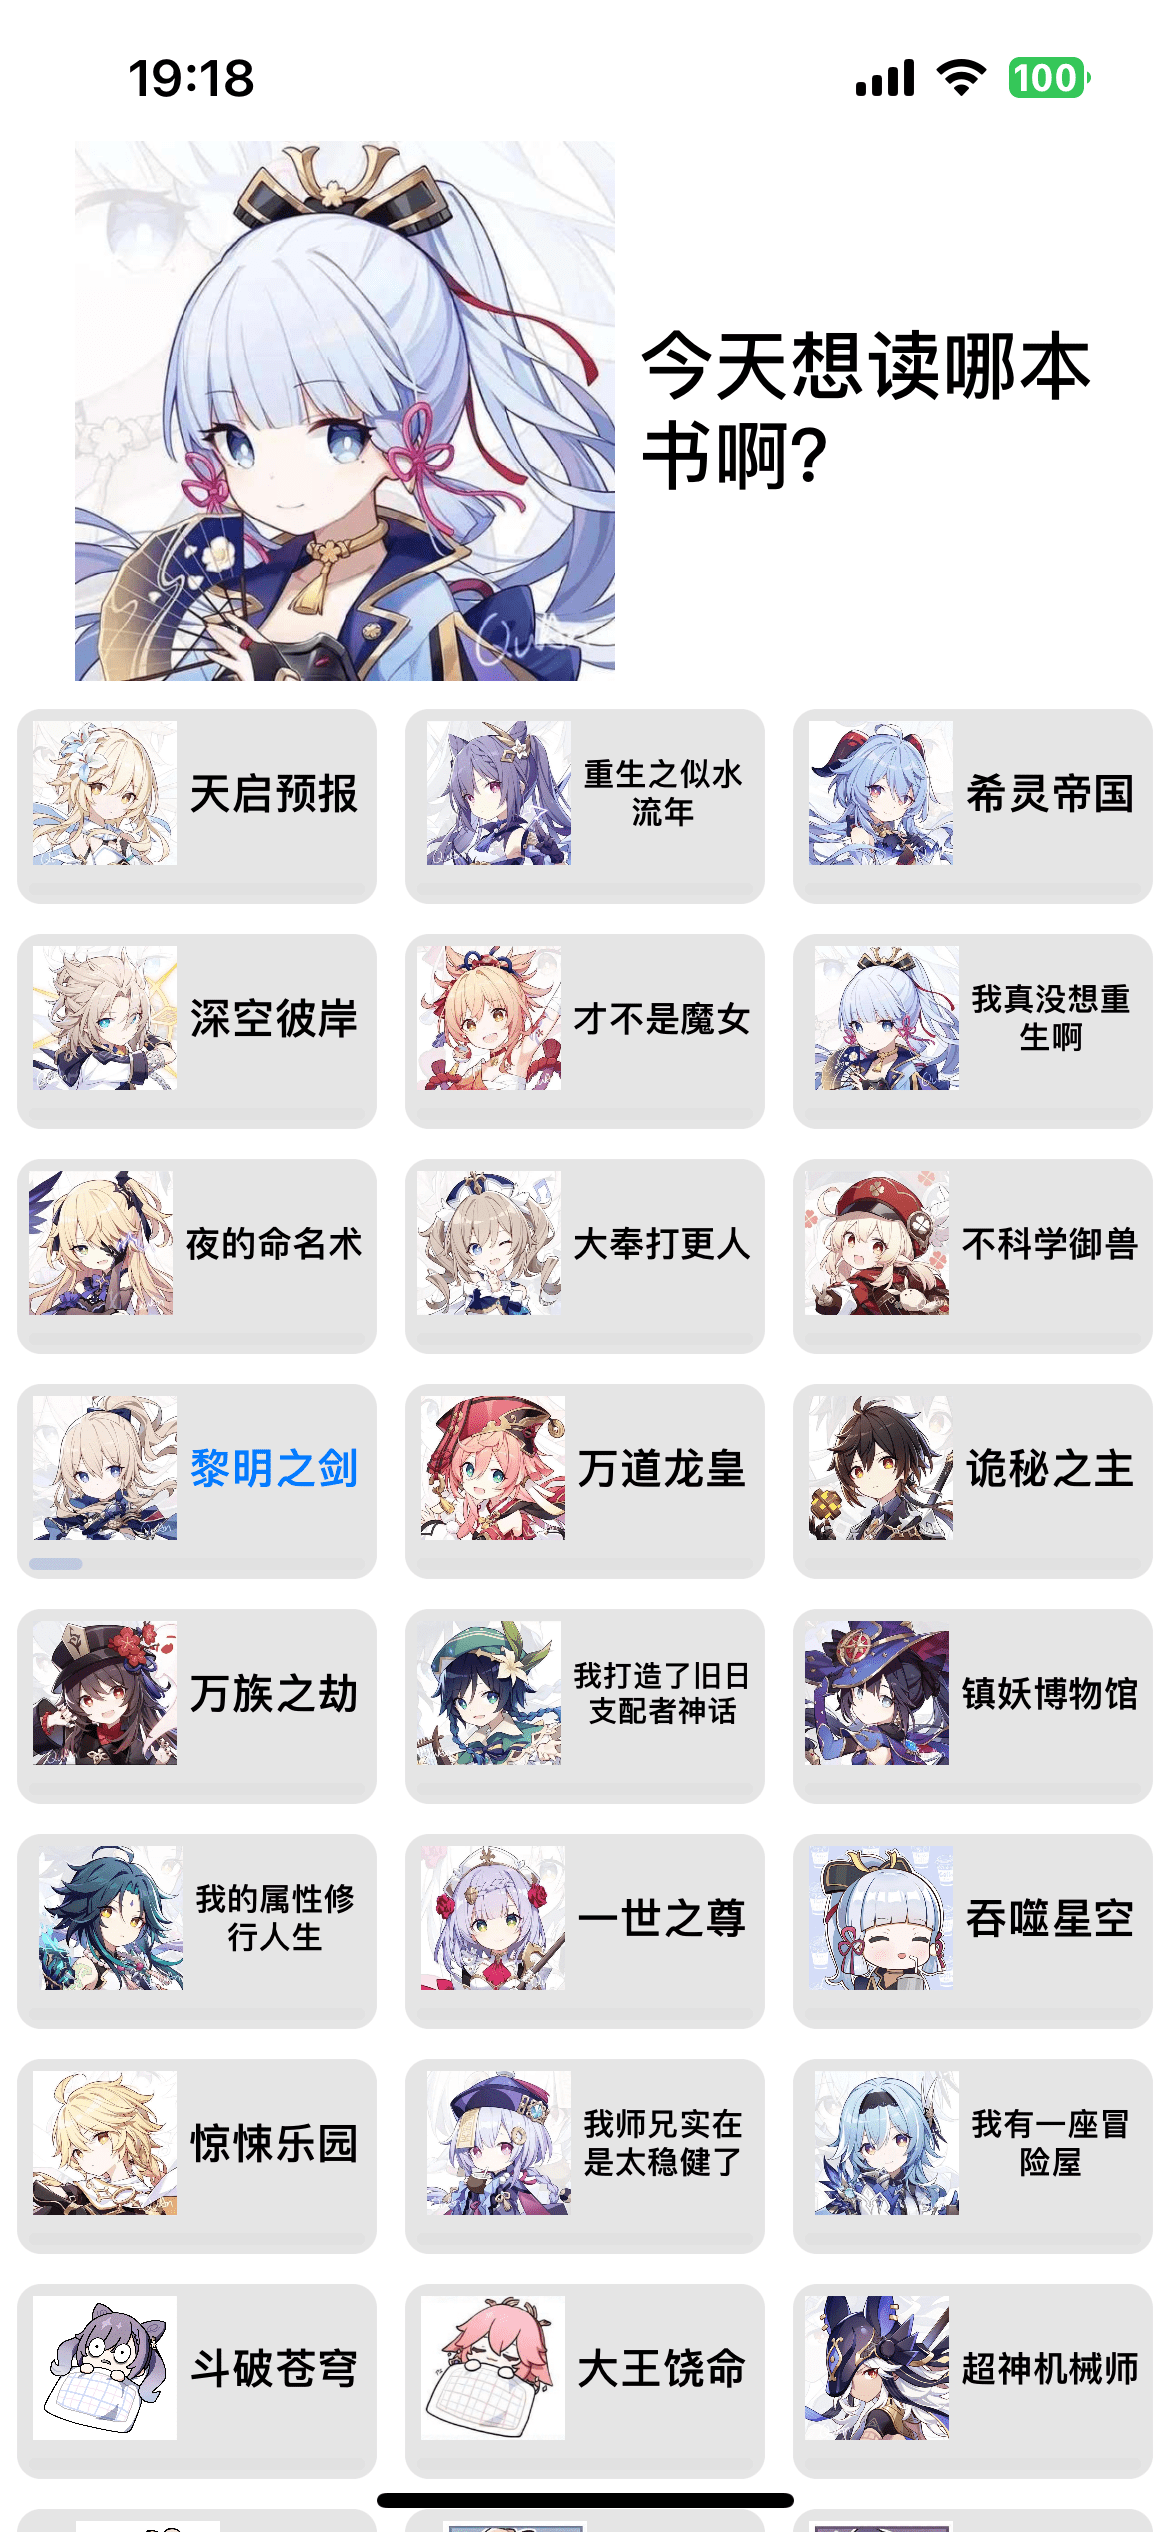 19:18
100
今天想读哪本
书啊?
天启预报
重生之似水
流年
希灵帝国
深空彼岸
才不是魔女
我真没想重
生啊
夜的命名术
大奉打更人
不科学御兽
黎明之剑
万道龙皇
诡秘之主
万族之劫
我打造了旧日
支配者神话
镇妖博物馆
我的属性修
行人生
一世之尊
吞噬星空
惊悚乐园
我师兄实在
是太稳健了
我有一座冒
险屋
斗破苍穹
大王饶命
超神机械师